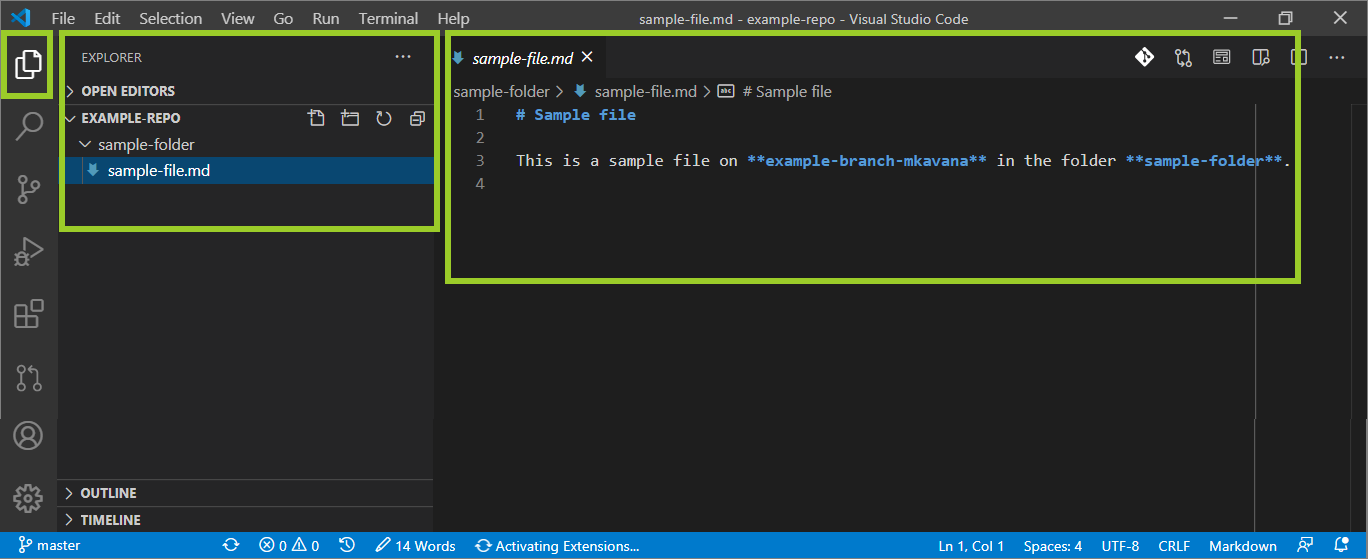 File Edit Selection View Go Run Terminal Help sample-file.md - example-repo - Visual Studio Code
EXPLORER
OPEN EDITORS
EXAMPLE-REPO
sample-folder
sample-file.md
OUTLINE
TIMELINE
sample-file.md
sample-folder > sample-file.md > abc # Sample file
1 # Sample file
2
3 This is a sample file on **example-branch-mkavana** in the folder **sample-folder**.
4
master 0 0 14 Words Activating Extensions... Ln 1, Col 1 Spaces: 4 UTF-8 CRLF Markdown